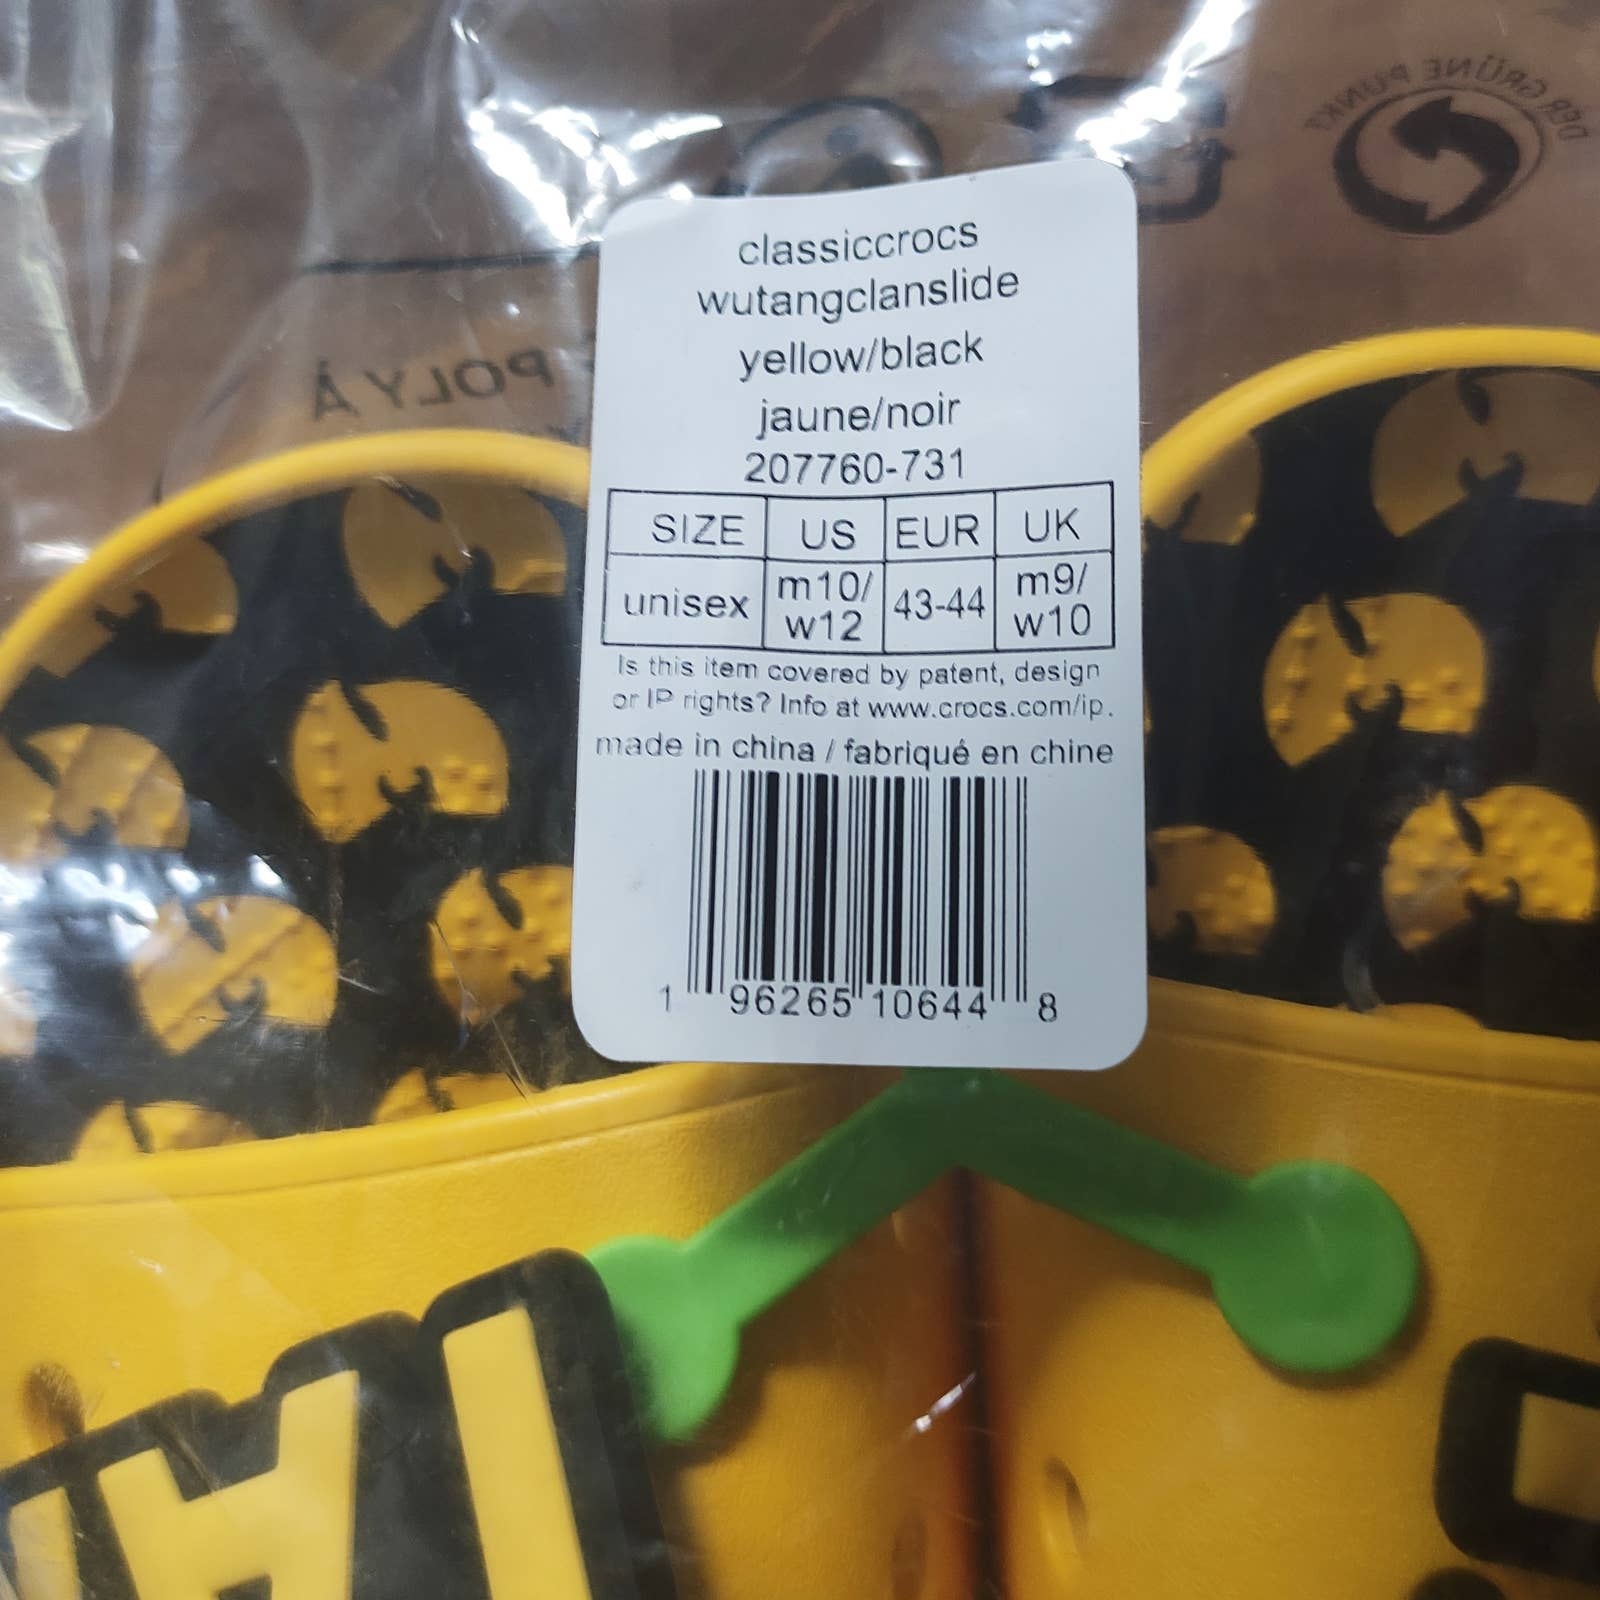 DER GRÜNE PUNKT
POLY A
classiccrocs
wutangclanslide
yellow/black
jaune/noir
207760-731
SIZE US EUR UK
unisex m10/w12 43-44 m9/w10
Is this item covered by patent, design
or IP rights? Info at www.crocs.com/ip.
made in china / fabriqué en chine
1 96265 10644 8